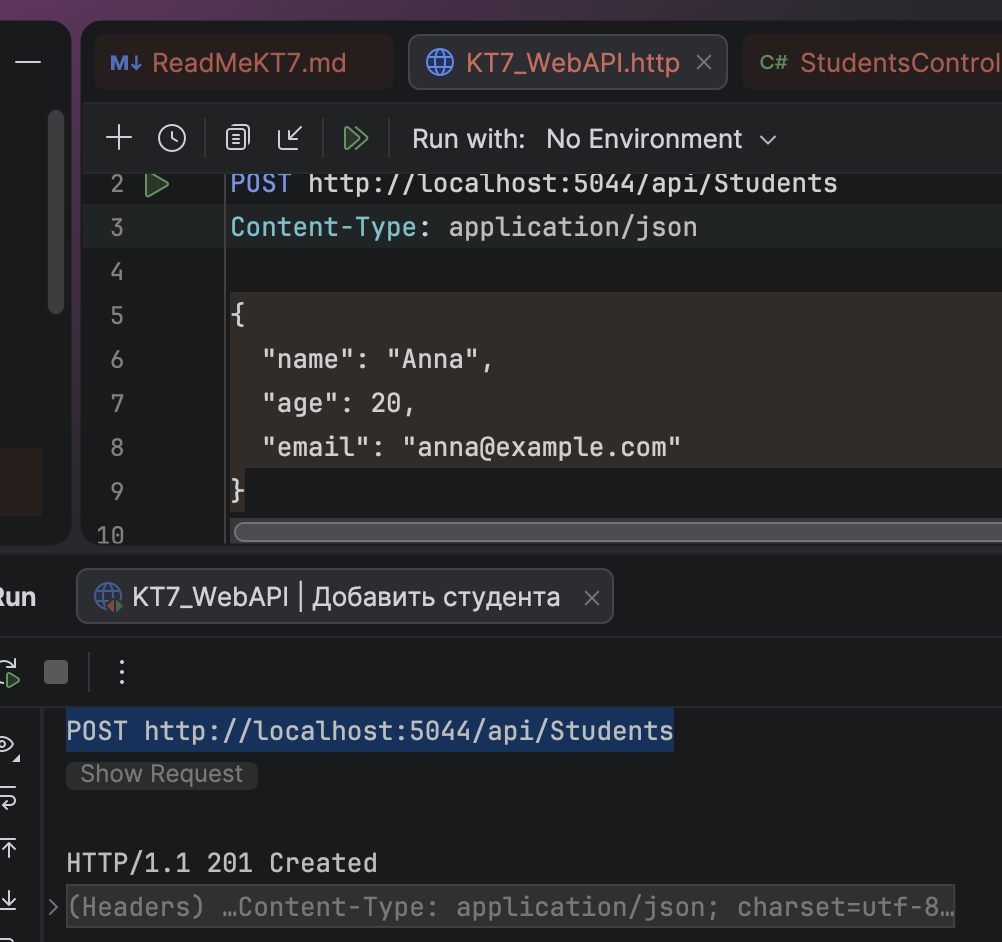 M↓ ReadMeKT7.md KT7_WebAPI.http C# StudentsControl
Run with: No Environment
2 POST http://localhost:5044/api/Students
3 Content-Type: application/json
4
5 {
6 "name": "Anna",
7 "age": 20,
8 "email": "anna@example.com"
9 }
10
Run KT7_WebAPI | Добавить студента
POST http://localhost:5044/api/Students
Show Request
HTTP/1.1 201 Created
(Headers) …Content-Type: application/json; charset=utf-8…